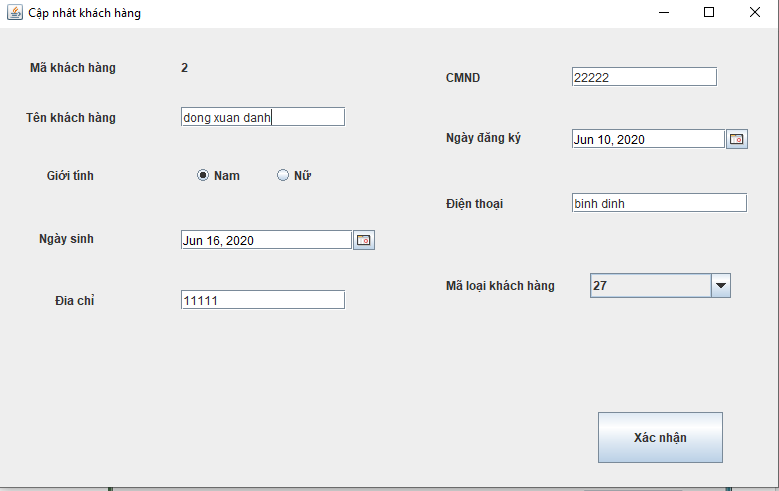 Cập nhât khách hàng
Mã khách hàng 2
CMND 22222
Tên khách hàng dong xuan danh
Ngày đăng ký Jun 10, 2020
Giới tính Nam Nữ
Điện thoại binh dinh
Ngày sinh Jun 16, 2020
Mã loại khách hàng 27
Đia chỉ 11111
Xác nhận